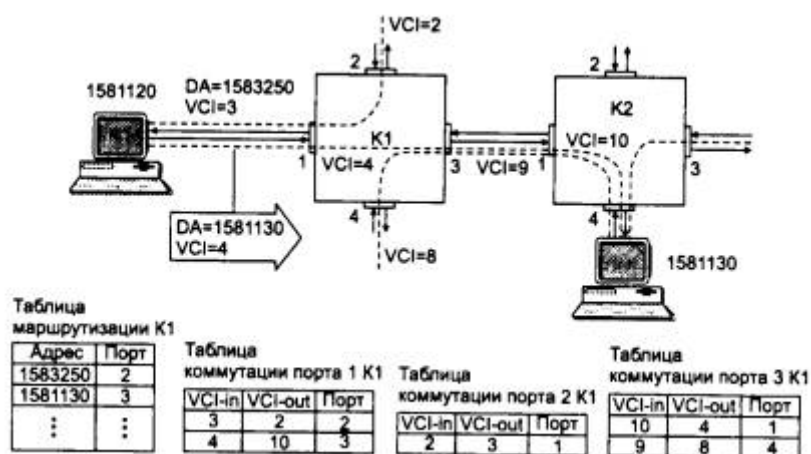 VCI=2
2
1581120
DA=1583250
VCI=3
K1
1
VCI=4
3
VCI=9
4
VCI=8
DA=1581130
VCI=4
2
K2
VCI=10
1
3
4
1581130
Таблица
маршрутизации K1
Адрес Порт
1583250 2
1581130 3
⋮ ⋮
Таблица
коммутации порта 1 K1
VCI-in VCI-out Порт
3 2 2
4 10 3
Таблица
коммутации порта 2 K1
VCI-in VCI-out Порт
2 3 1
Таблица
коммутации порта 3 K1
VCI-in VCI-out Порт
10 4 1
9 8 4